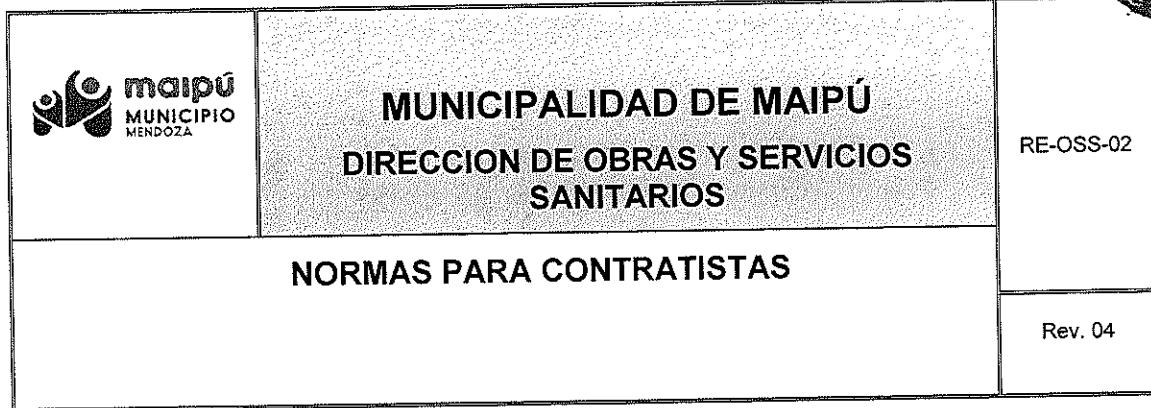 maipú
MUNICIPIO
MENDOZA
MUNICIPALIDAD DE MAIPÚ
DIRECCION DE OBRAS Y SERVICIOS
SANITARIOS
RE-OSS-02
NORMAS PARA CONTRATISTAS
Rev. 04